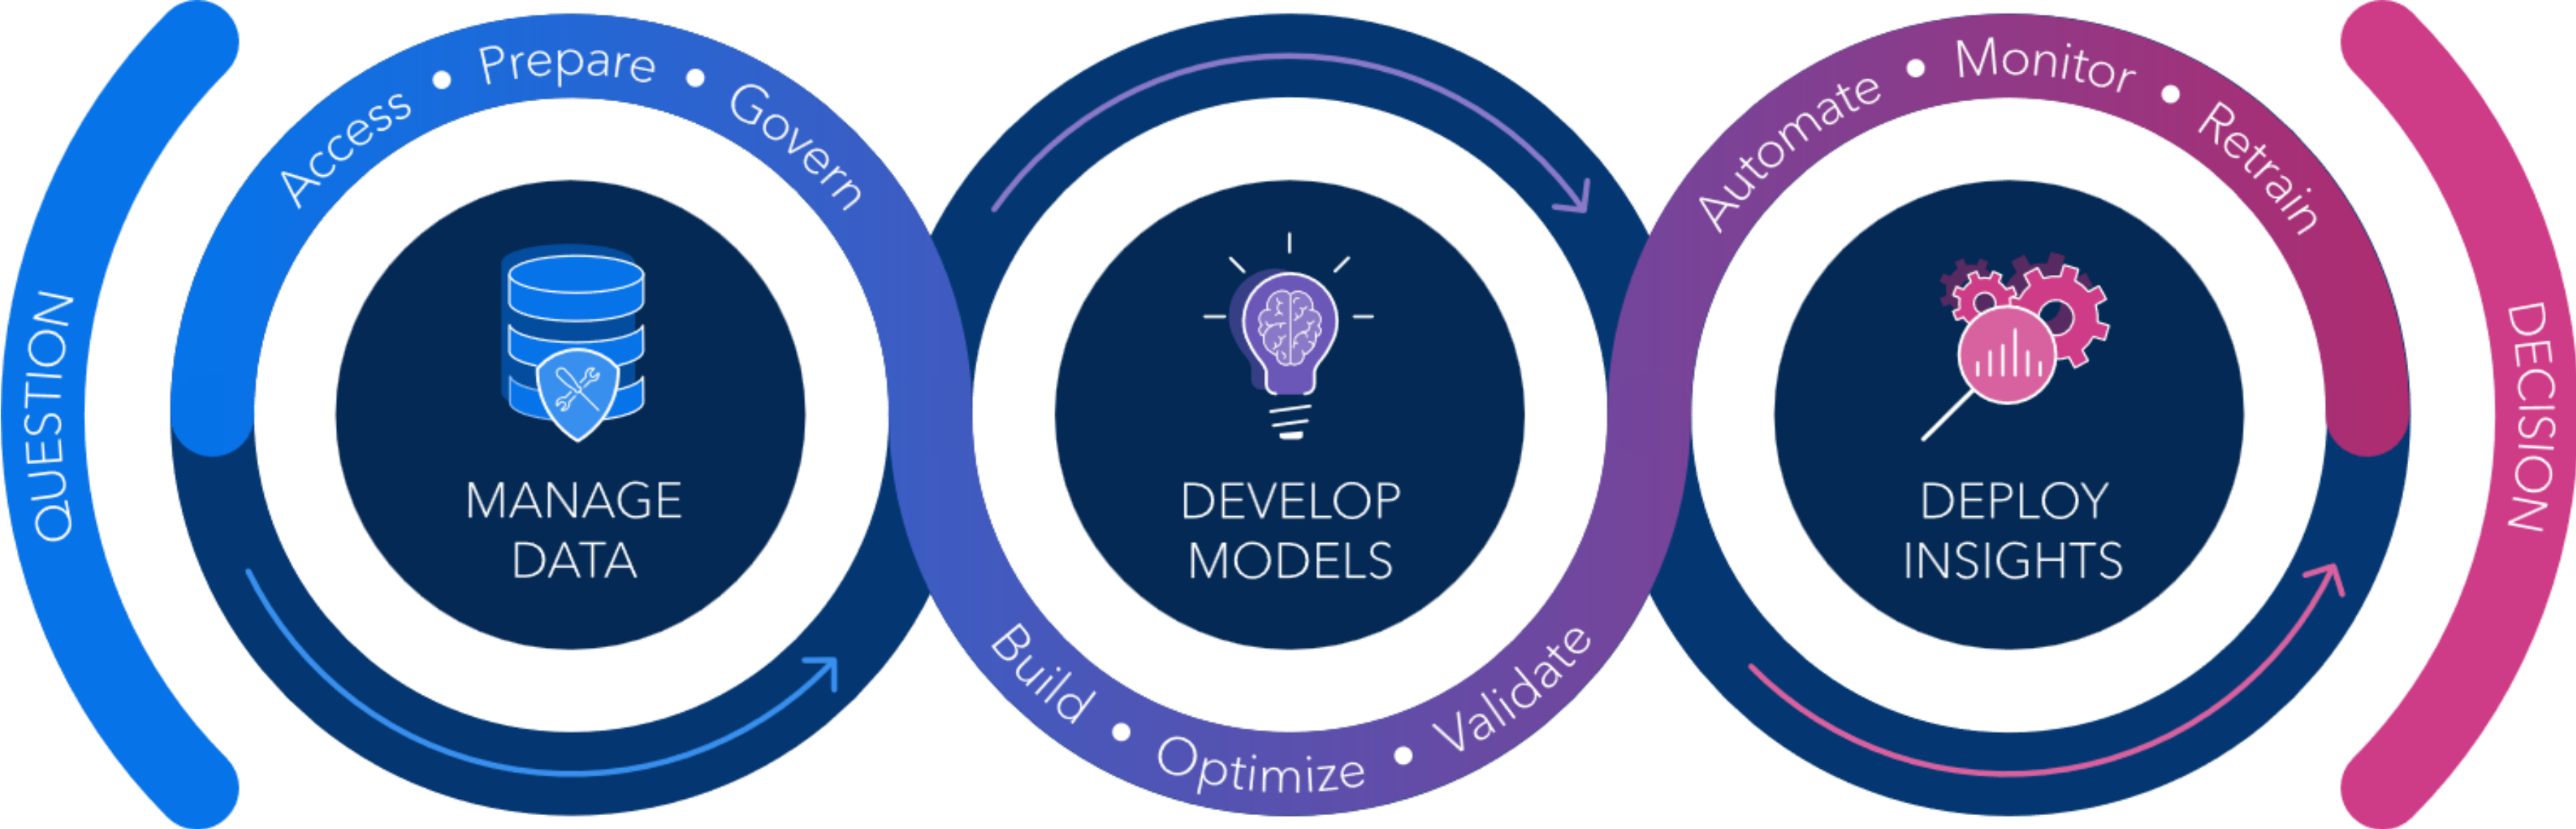 QUESTION
Access • Prepare • Govern
MANAGE
DATA
DEVELOP
MODELS
Build • Optimize • Validate
Automate • Monitor • Retrain
DEPLOY
INSIGHTS
DECISION